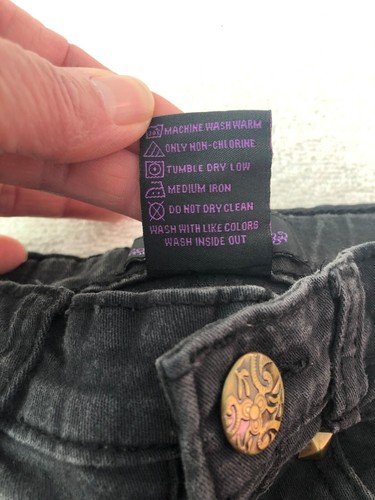 MACHINE WASH WARM
ONLY NON-CHLORINE
TUMBLE DRY LOW
MEDIUM IRON
DO NOT DRY CLEAN
WASH WITH LIKE COLORS
WASH INSIDE OUT